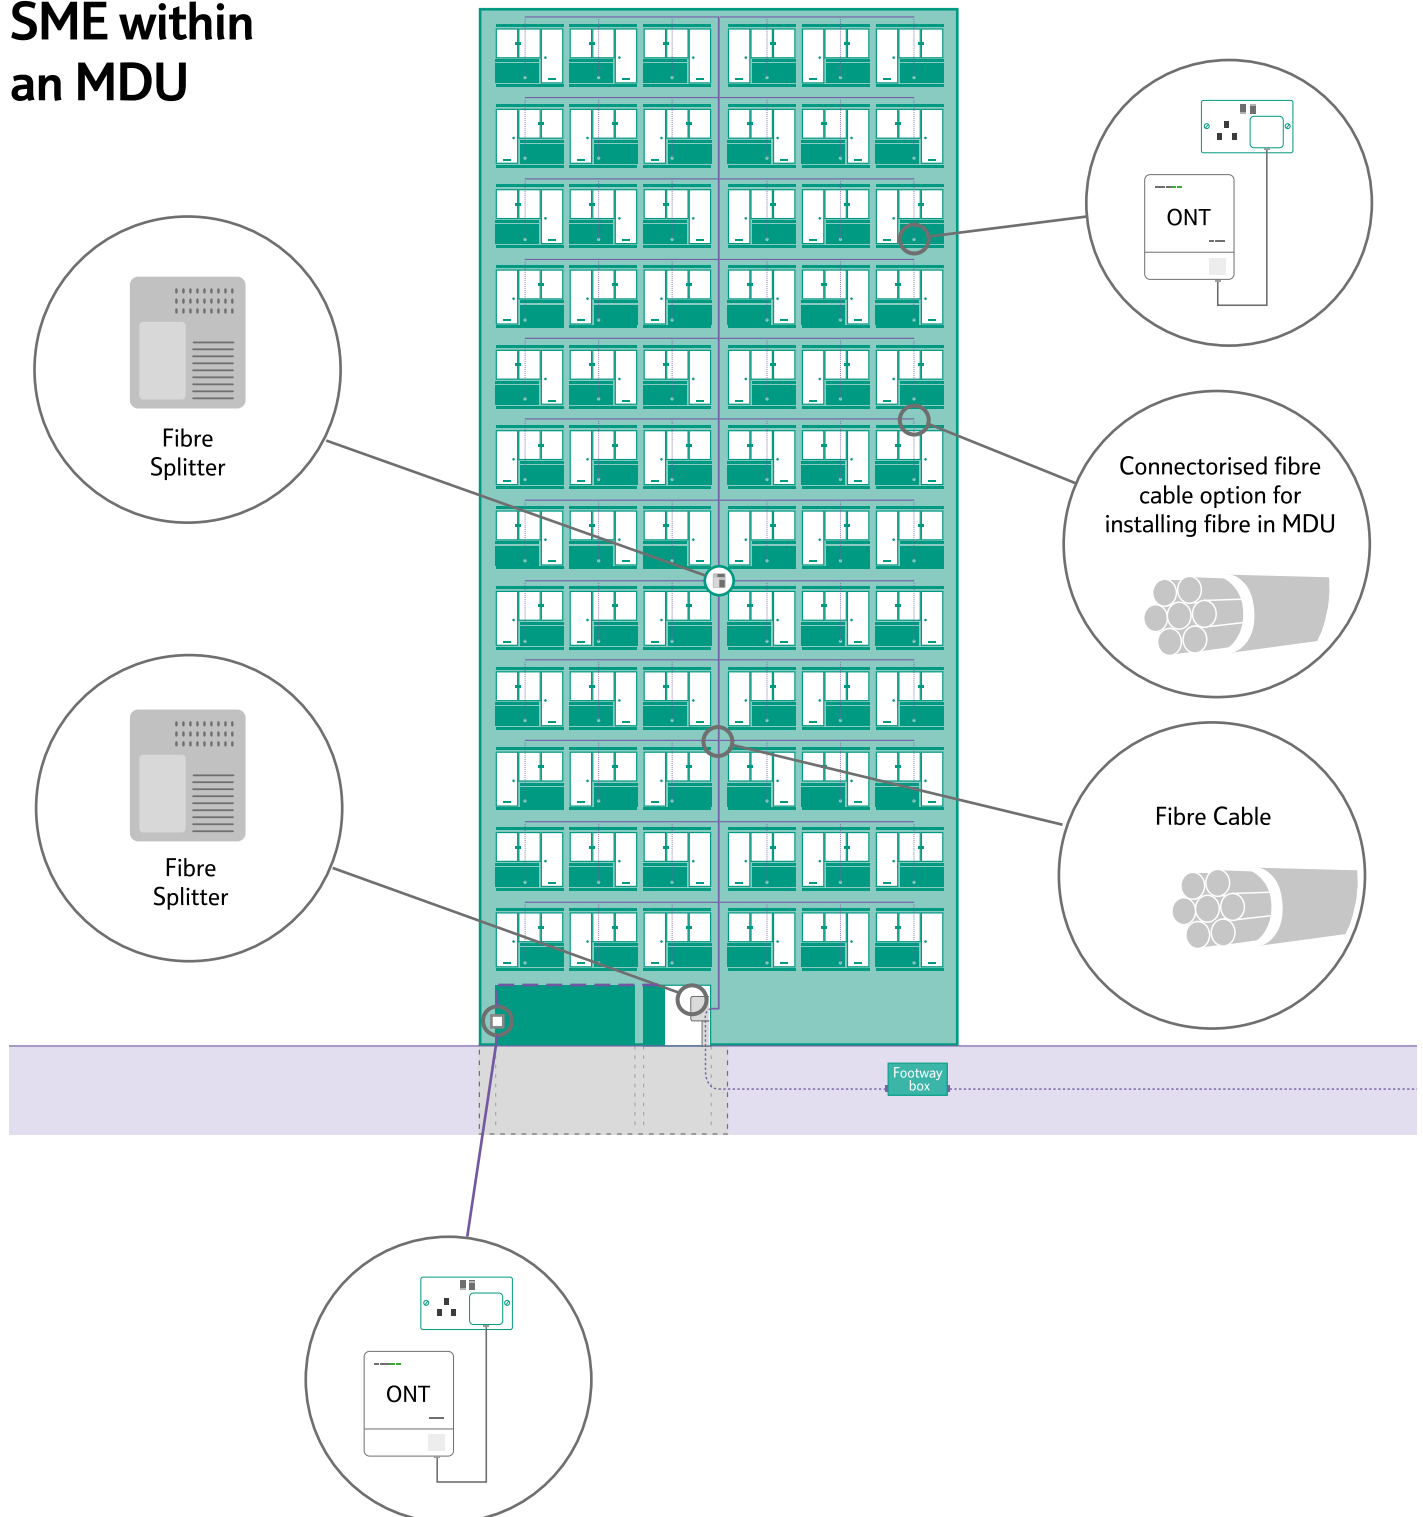 SME within
an MDU
ONT
Fibre
Splitter
Connectorised fibre
cable option for
installing fibre in MDU
Fibre Cable
Fibre
Splitter
Footway
box
ONT